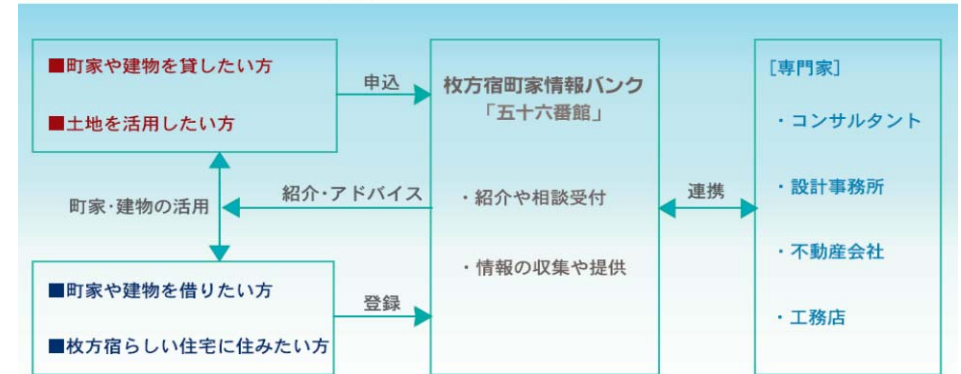 ■町家や建物を貸したい方
■土地を活用したい方
申込
町家・建物の活用
紹介・アドバイス
■町家や建物を借りたい方
■枚方宿らしい住宅に住みたい方
登録
枚方宿町家情報バンク
「五十六番館」
・紹介や相談受付
・情報の収集や提供
連携
[専門家]
・コンサルタント
・設計事務所
・不動産会社
・工務店